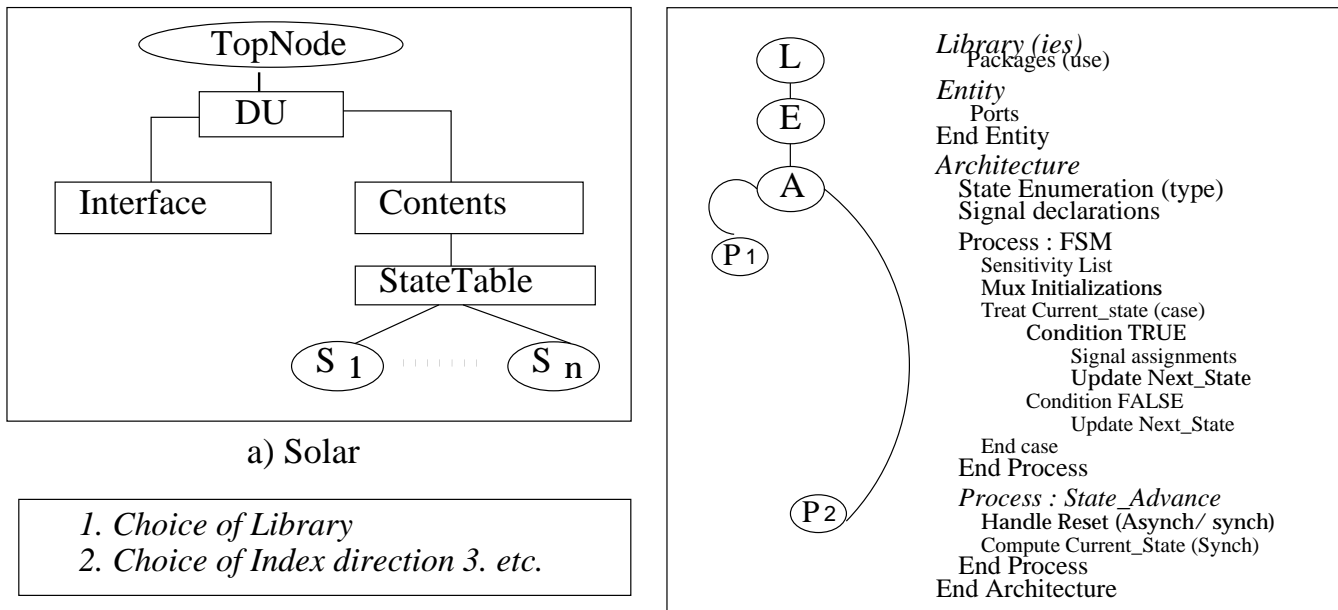 TopNode
DU
Interface
Contents
StateTable
S 1
S n
a) Solar
1. Choice of Library
2. Choice of Index direction 3. etc.
L
E
A
P 1
P 2
Library (ies)
Packages (use)
Entity
Ports
End Entity
Architecture
State Enumeration (type)
Signal declarations
Process : FSM
Sensitivity List
Mux Initializations
Treat Current_state (case)
Condition TRUE
Signal assignments
Update Next_State
Condition FALSE
Update Next_State
End case
End Process
Process : State_Advance
Handle Reset (Asynch/ synch)
Compute Current_State (Synch)
End Process
End Architecture